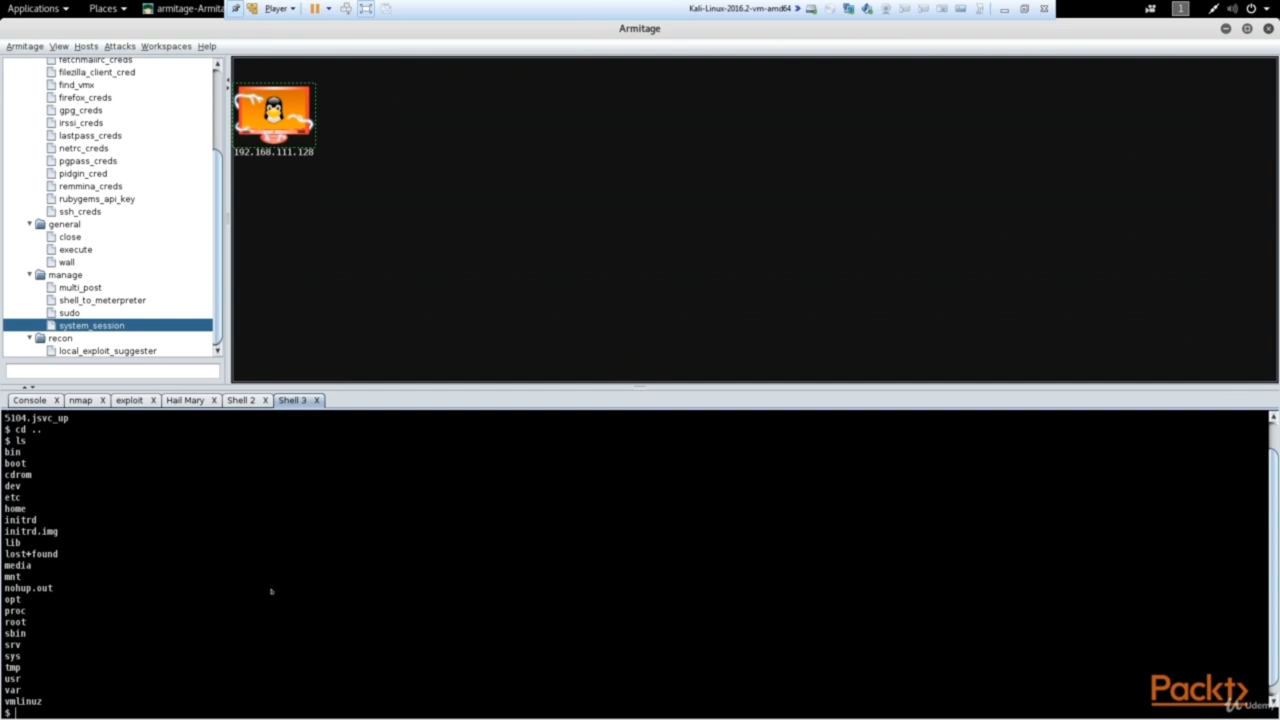 Applications Places armitage-Armita Player Kali-Linux-2016.2-vm-amd64 1
Armitage
Armitage View Hosts Attacks Workspaces Help
fetchmailrc_creds
filezilla_client_cred
find_vmx
firefox_creds
gpg_creds
irssi_creds
lastpass_creds
netrc_creds
pgpass_creds
pidgin_cred
remmina_creds
rubygems_api_key
ssh_creds
general
close
execute
wall
manage
multi_post
shell_to_meterpreter
sudo
system_session
recon
local_exploit_suggester
192.168.111.128
Console X nmap X exploit X Hail Mary X Shell 2 X Shell 3 X
5104.jsvc_up
$ cd ..
$ ls
bin
boot
cdrom
dev
etc
home
initrd
initrd.img
lib
lost+found
media
mnt
nohup.out
opt
proc
root
sbin
srv
sys
tmp
usr
var
vmlinuz
$
Packt>
Udemy